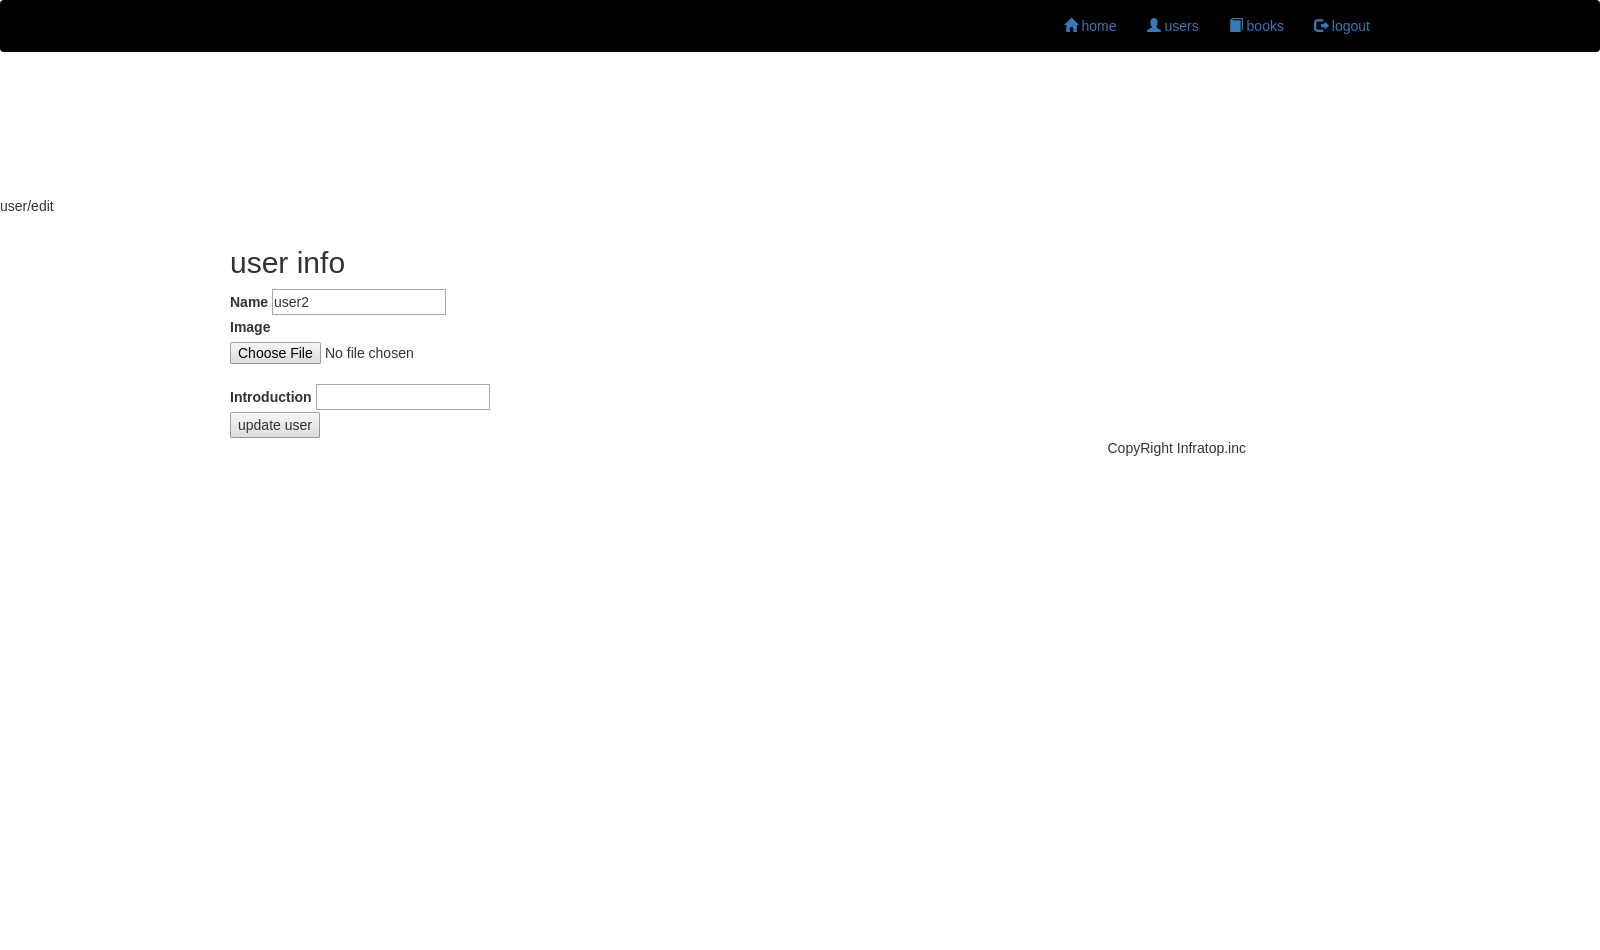 home users books logout
user/edit
user info
Name user2
Image
Choose File No file chosen
Introduction
update user
CopyRight Infratop.inc